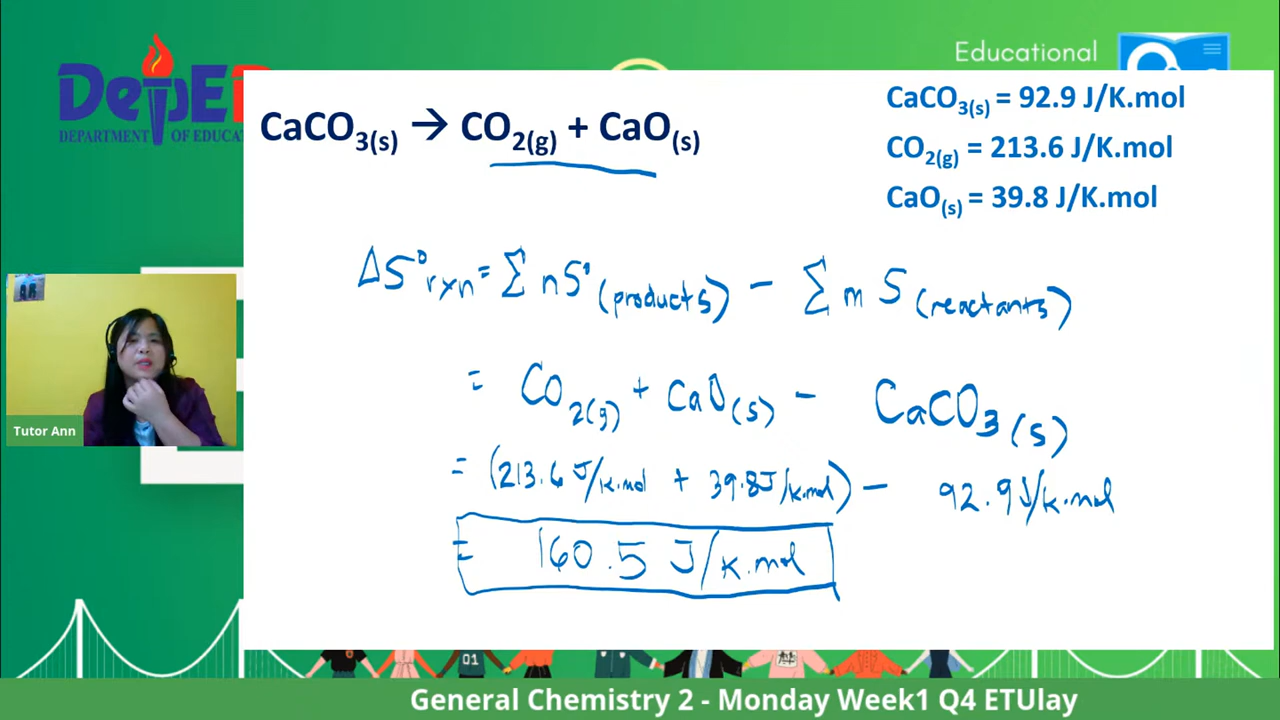 DepED
DEPARTMENT OF EDUCA
Educational
CaCO₃(s) → CO₂(g) + CaO(s)
CaCO₃(s) = 92.9 J/K.mol
CO₂(g) = 213.6 J/K.mol
CaO(s) = 39.8 J/K.mol
ΔS°rxn = Σ nS° (products) − Σ m S (reactants)
= CO₂(g) + CaO(s) − CaCO₃(s)
= (213.6 J/K.mol + 39.8 J/K.mol) − 92.9 J/K.mol
= 160.5 J/K.mol
Tutor Ann
01
General Chemistry 2 - Monday Week1 Q4 ETUlay